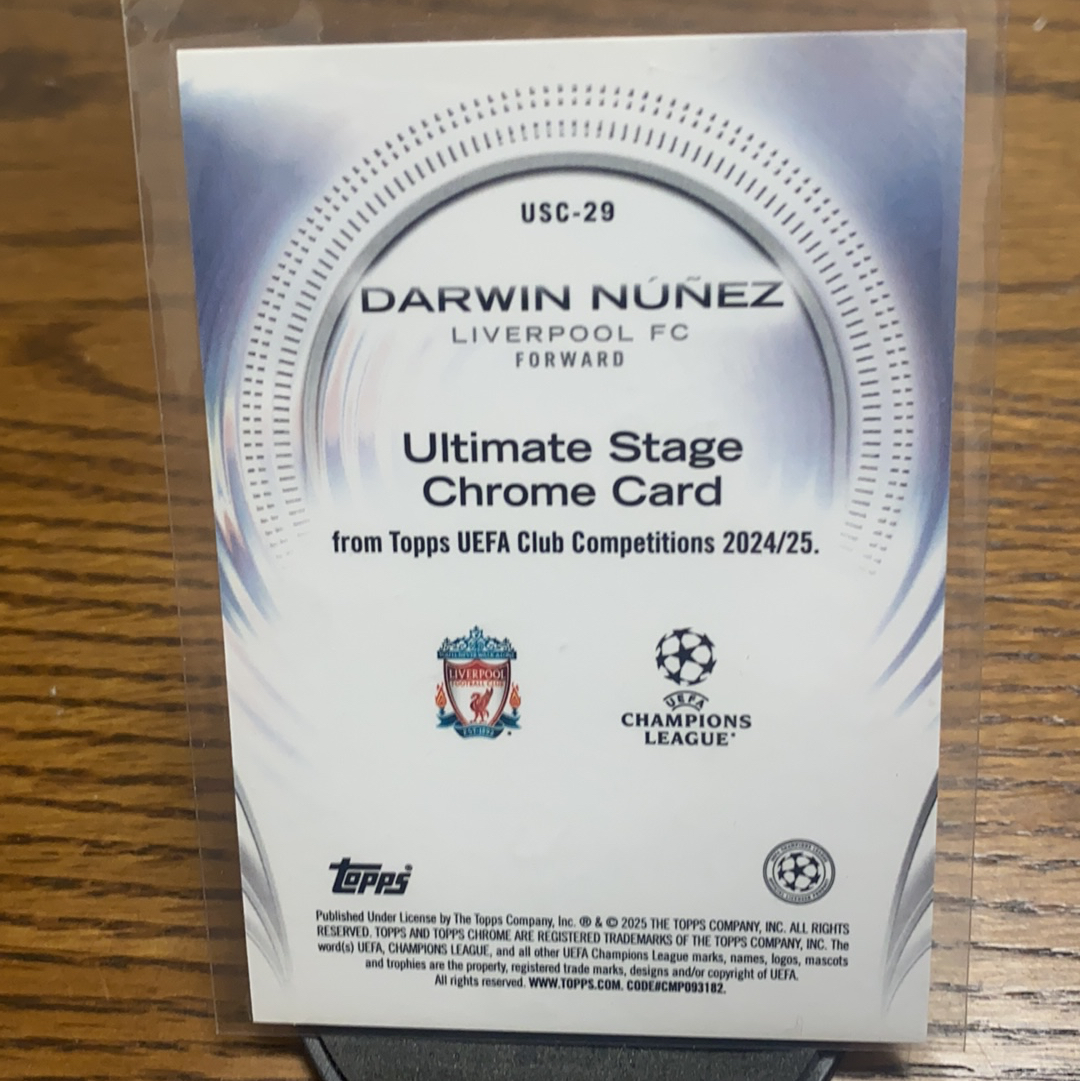 USC-29
DARWIN NÚÑEZ
LIVERPOOL FC
FORWARD
Ultimate Stage
Chrome Card
from Topps UEFA Club Competitions 2024/25.
LIVERPOOL
FOOTBALL CLUB
EST·1892
UEFA
CHAMPIONS
LEAGUE
Topps®
Published Under License by The Topps Company, Inc. ® & © 2025 THE TOPPS COMPANY, INC. ALL RIGHTS
RESERVED. TOPPS AND TOPPS CHROME ARE REGISTERED TRADEMARKS OF THE TOPPS COMPANY, INC. The
word(s) UEFA, CHAMPIONS LEAGUE, and all other UEFA Champions League marks, names, logos, mascots
and trophies are the property, registered trade marks, designs and/or copyright of UEFA.
All rights reserved. WWW.TOPPS.COM. CODE#CMP093182.